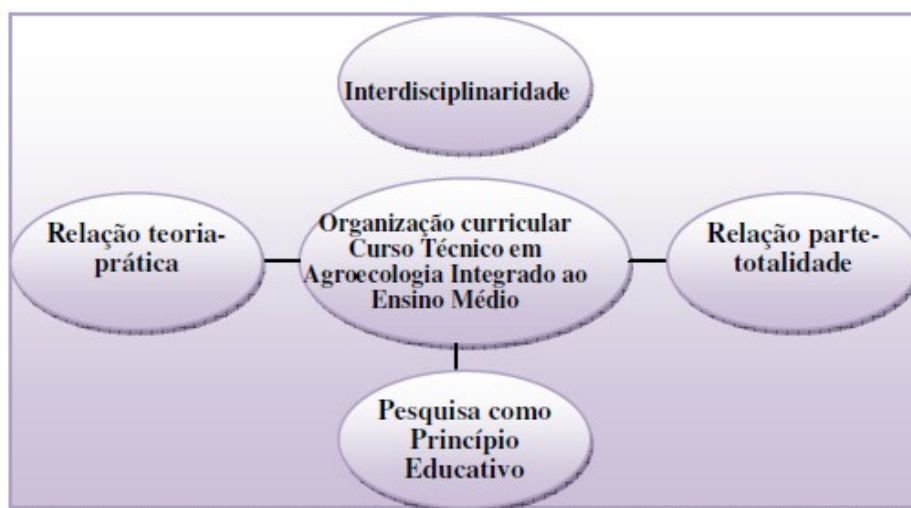 Interdisciplinaridade
Relação teoria-
prática
Organização curricular
Curso Técnico em
Agroecologia Integrado ao
Ensino Médio
Relação parte-
totalidade
Pesquisa como
Princípio
Educativo